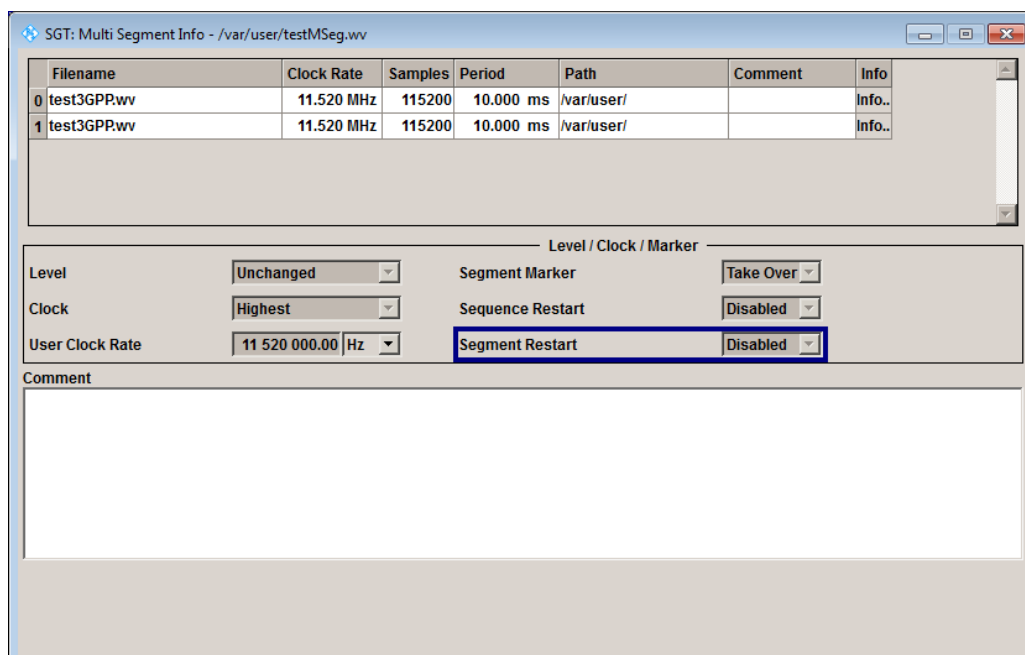 SGT: Multi Segment Info - /var/user/testMSeg.wv
Filename Clock Rate Samples Period Path Comment Info
0 test3GPP.wv 11.520 MHz 115200 10.000 ms /var/user/ Info..
1 test3GPP.wv 11.520 MHz 115200 10.000 ms /var/user/ Info..
Level / Clock / Marker
Level Unchanged Segment Marker Take Over
Clock Highest Sequence Restart Disabled
User Clock Rate 11 520 000.00 Hz Segment Restart Disabled
Comment